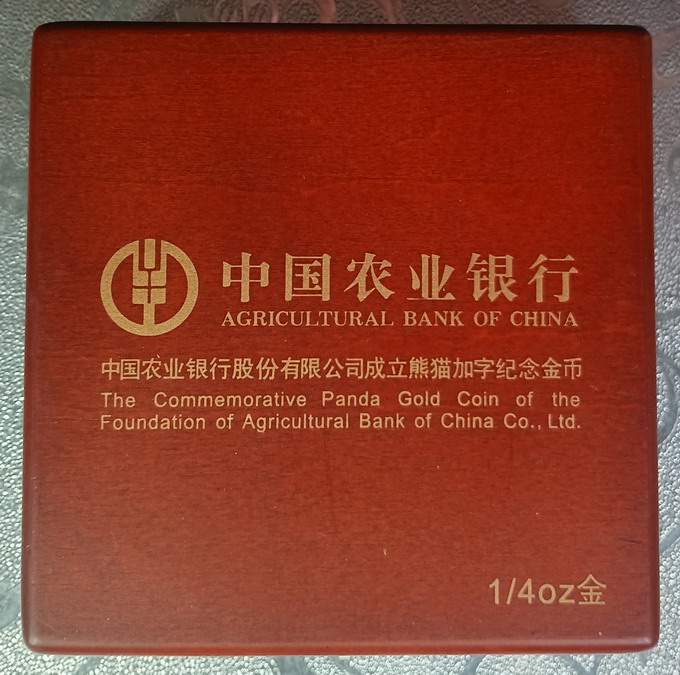 中国农业银行
AGRICULTURAL BANK OF CHINA
中国农业银行股份有限公司成立熊猫加字纪念金币
The Commemorative Panda Gold Coin of the
Foundation of Agricultural Bank of China Co., Ltd.
1/4oz金